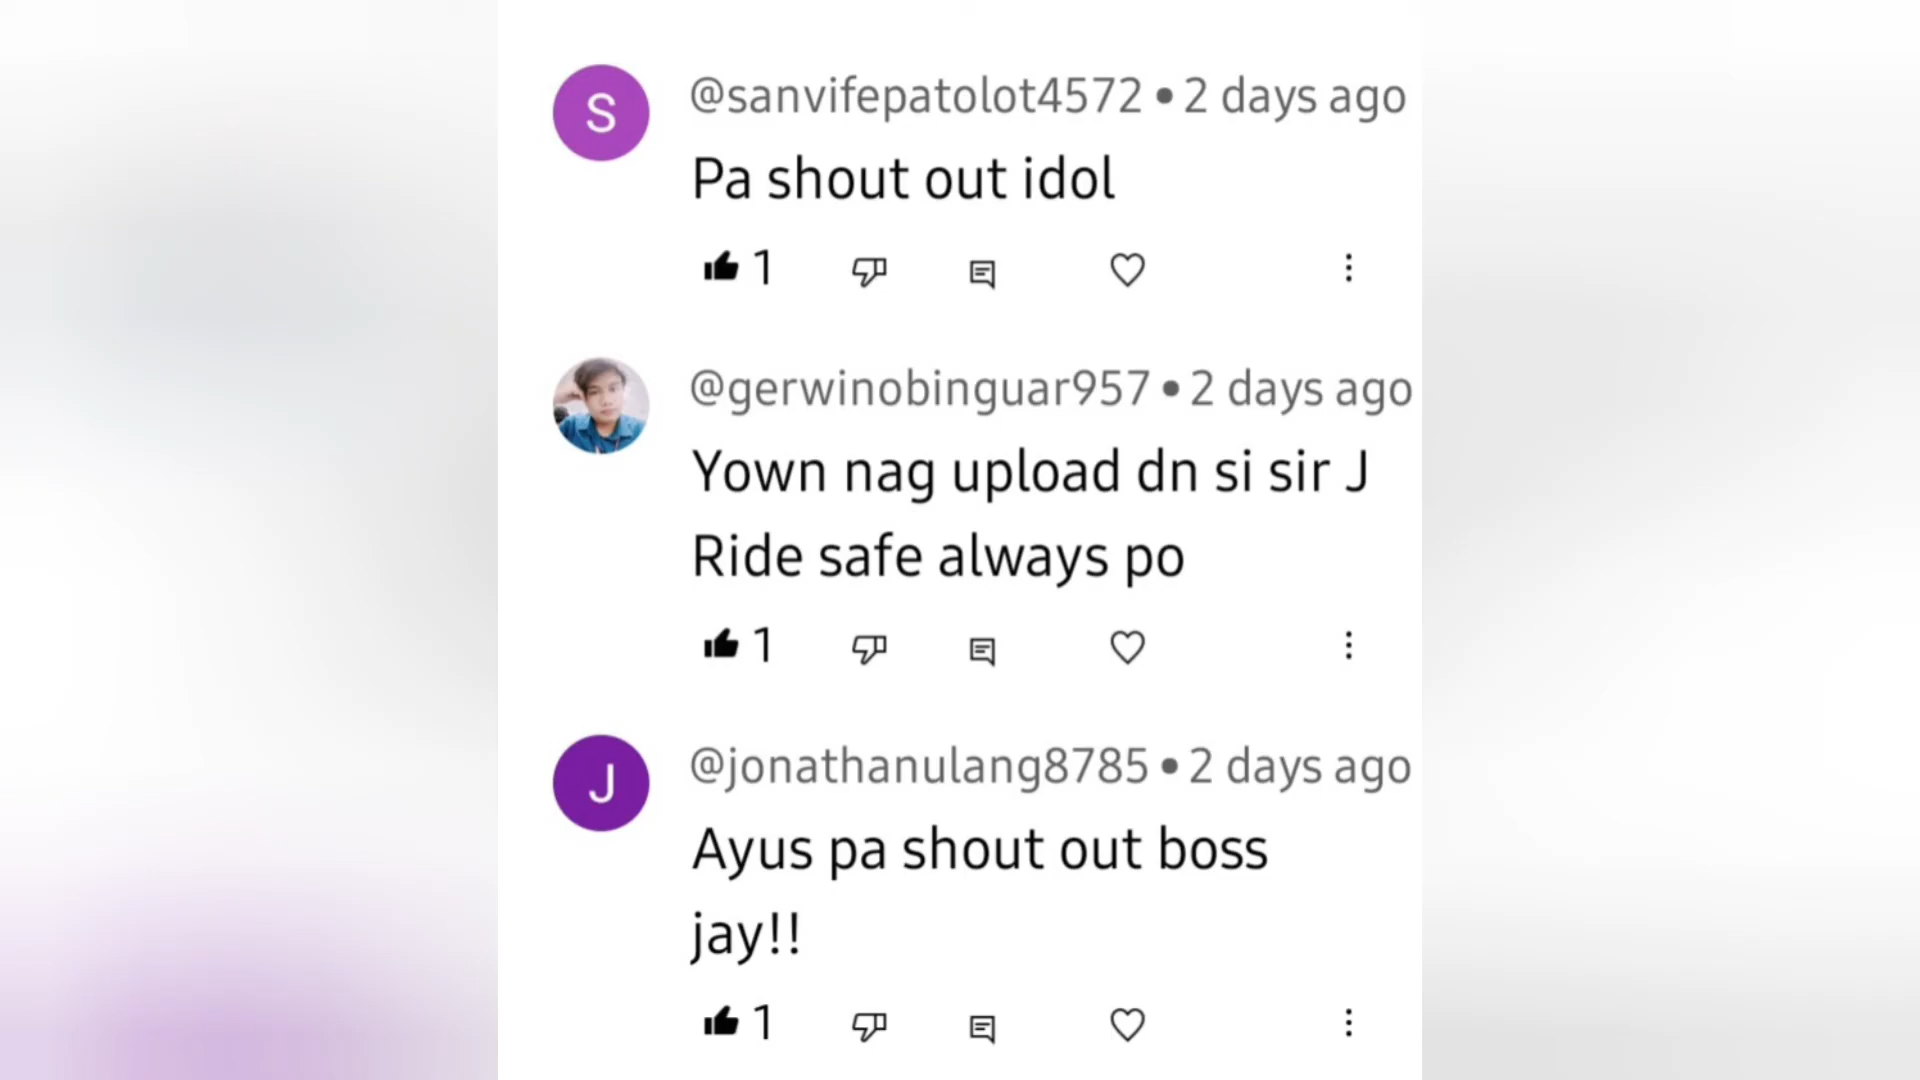 S
@sanvifepatolot4572 • 2 days ago
Pa shout out idol
1
@gerwinobinguar957 • 2 days ago
Yown nag upload dn si sir J
Ride safe always po
1
J
@jonathanulang8785 • 2 days ago
Ayus pa shout out boss
jay!!
1